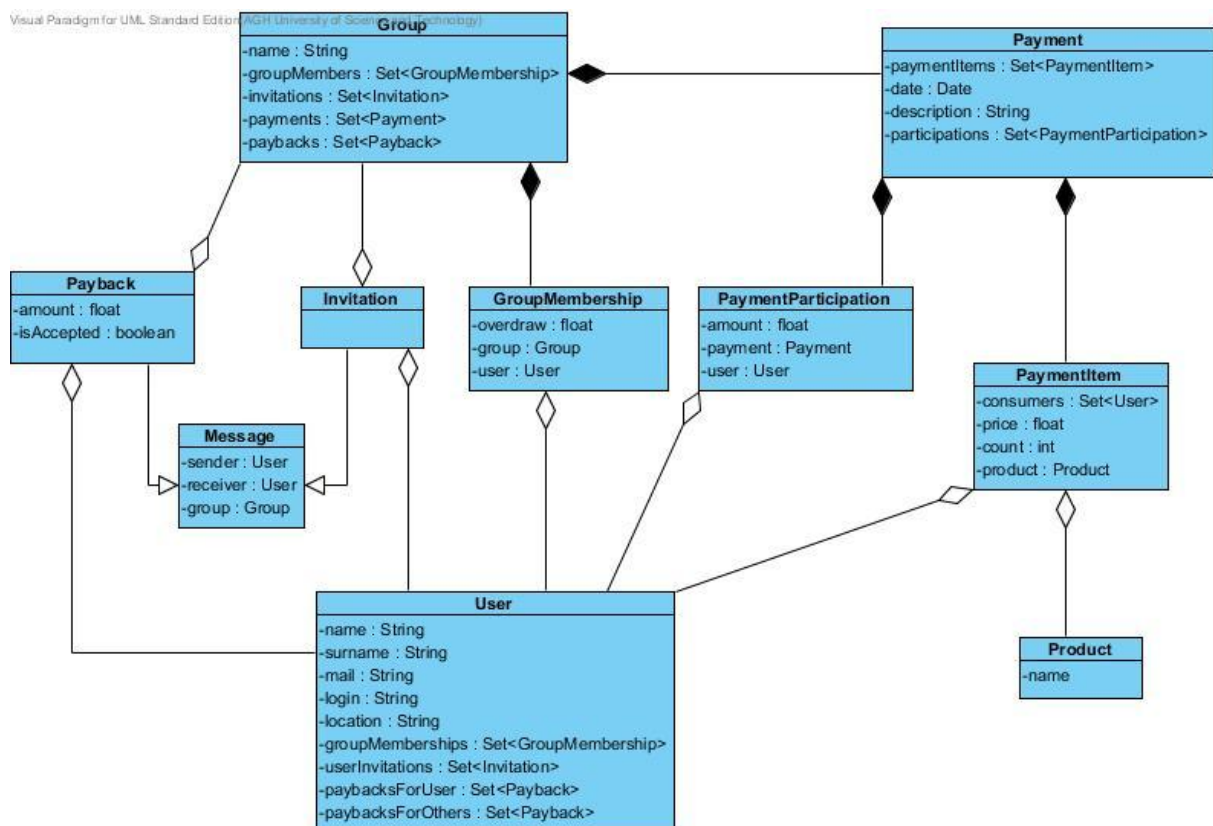 Visual Paradigm for UML Standard Edition(AGH University of Science and Technology)
Group
-name : String
-groupMembers : Set<GroupMembership>
-invitations : Set<Invitation>
-payments : Set<Payment>
-paybacks : Set<Payback>
Payment
-paymentItems : Set<PaymentItem>
-date : Date
-description : String
-participations : Set<PaymentParticipation>
Payback
-amount : float
-isAccepted : boolean
Invitation
GroupMembership
-overdraw : float
-group : Group
-user : User
PaymentParticipation
-amount : float
-payment : Payment
-user : User
PaymentItem
-consumers : Set<User>
-price : float
-count : int
-product : Product
Message
-sender : User
-receiver : User
-group : Group
User
-name : String
-surname : String
-mail : String
-login : String
-location : String
-groupMemberships : Set<GroupMembership>
-userInvitations : Set<Invitation>
-paybacksForUser : Set<Payback>
-paybacksForOthers : Set<Payback>
Product
-name